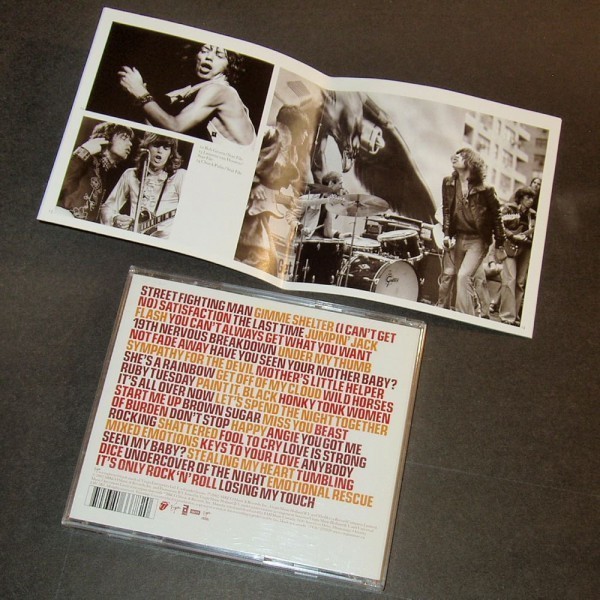 STREET FIGHTING MAN GIMME SHELTER (I CAN'T GET
NO) SATISFACTION THE LAST TIME JUMPIN' JACK
FLASH YOU CAN'T ALWAYS GET WHAT YOU WANT
19TH NERVOUS BREAKDOWN UNDER MY THUMB
NOT FADE AWAY HAVE YOU SEEN YOUR MOTHER BABY?
SYMPATHY FOR THE DEVIL MOTHER'S LITTLE HELPER
SHE'S A RAINBOW GET OFF OF MY CLOUD WILD HORSES
RUBY TUESDAY PAINT IT, BLACK HONKY TONK WOMEN
IT'S ALL OVER NOW LET'S SPEND THE NIGHT TOGETHER
START ME UP BROWN SUGAR MISS YOU BEAST
OF BURDEN DON'T STOP HAPPY ANGIE YOU GOT ME
ROCKING SHATTERED FOOL TO CRY LOVE IS STRONG
MIXED EMOTIONS KEYS TO YOUR LOVE ANYBODY
SEEN MY BABY? STEALING MY HEART TUMBLING
DICE UNDERCOVER OF THE NIGHT EMOTIONAL RESCUE
IT'S ONLY ROCK 'N' ROLL LOSING MY TOUCH